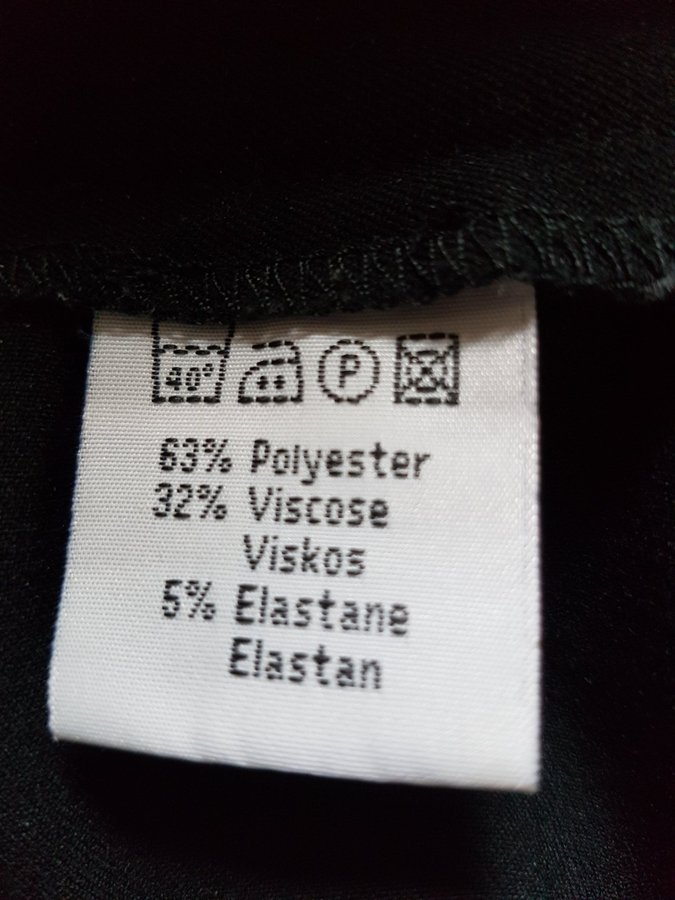 40° P
63% Polyester
32% Viscose
Viskos
5% Elastane
Elastan